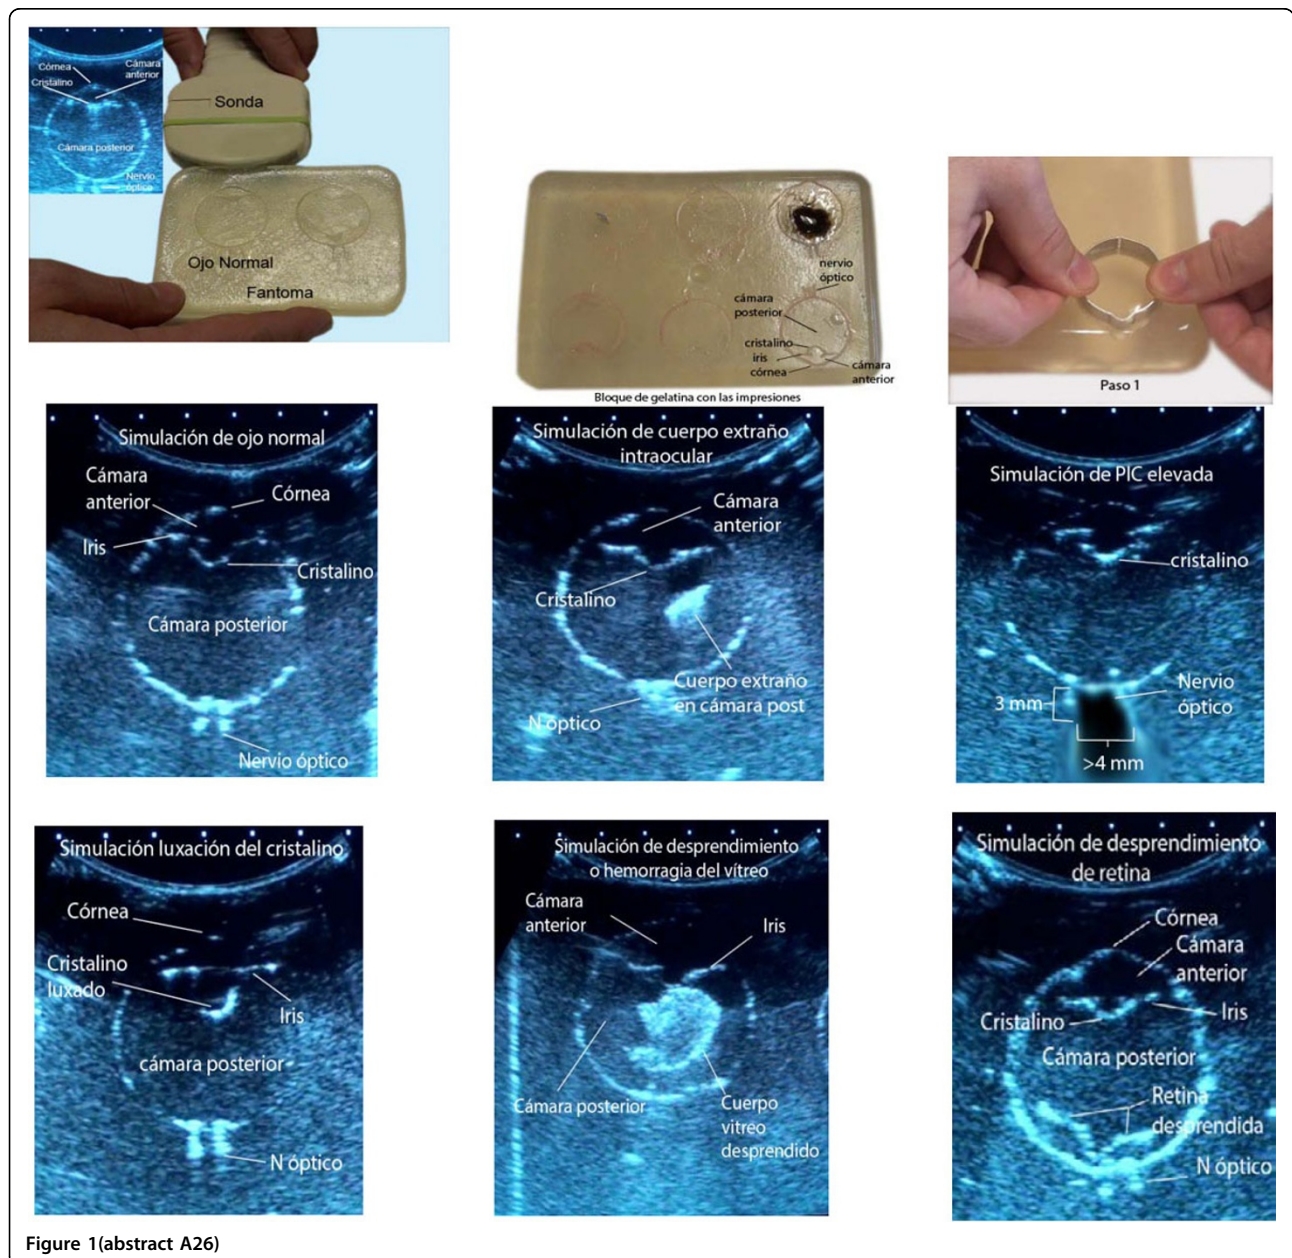 Córnea
Cámara
anterior
Cristalino
Sonda
Cámara posterior
Nervio
óptico
Ojo Normal
Fantoma
nervio
óptico
cámara
posterior
cristalino
iris
córnea
cámara
anterior
Bloque de gelatina con las impresiones
Paso 1
Simulación de ojo normal
Cámara
anterior
Córnea
Iris
Cristalino
Cámara posterior
Nervio óptico
Simulación de cuerpo extraño
intraocular
Cámara
anterior
Cristalino
Cuerpo extraño
en cámara post
N óptico
Simulación de PIC elevada
cristalino
Nervio
óptico
3 mm
>4 mm
Simulación luxación del cristalino
Córnea
Cristalino
luxado
Iris
cámara posterior
N óptico
Simulación de desprendimiento
o hemorragia del vítreo
Cámara
anterior
Iris
Cámara posterior
Cuerpo
vitreo
desprendido
Simulación de desprendimiento
de retina
Córnea
Cámara
anterior
Cristalino
Iris
Cámara posterior
Retina
desprendida
N óptico
Figure 1(abstract A26)